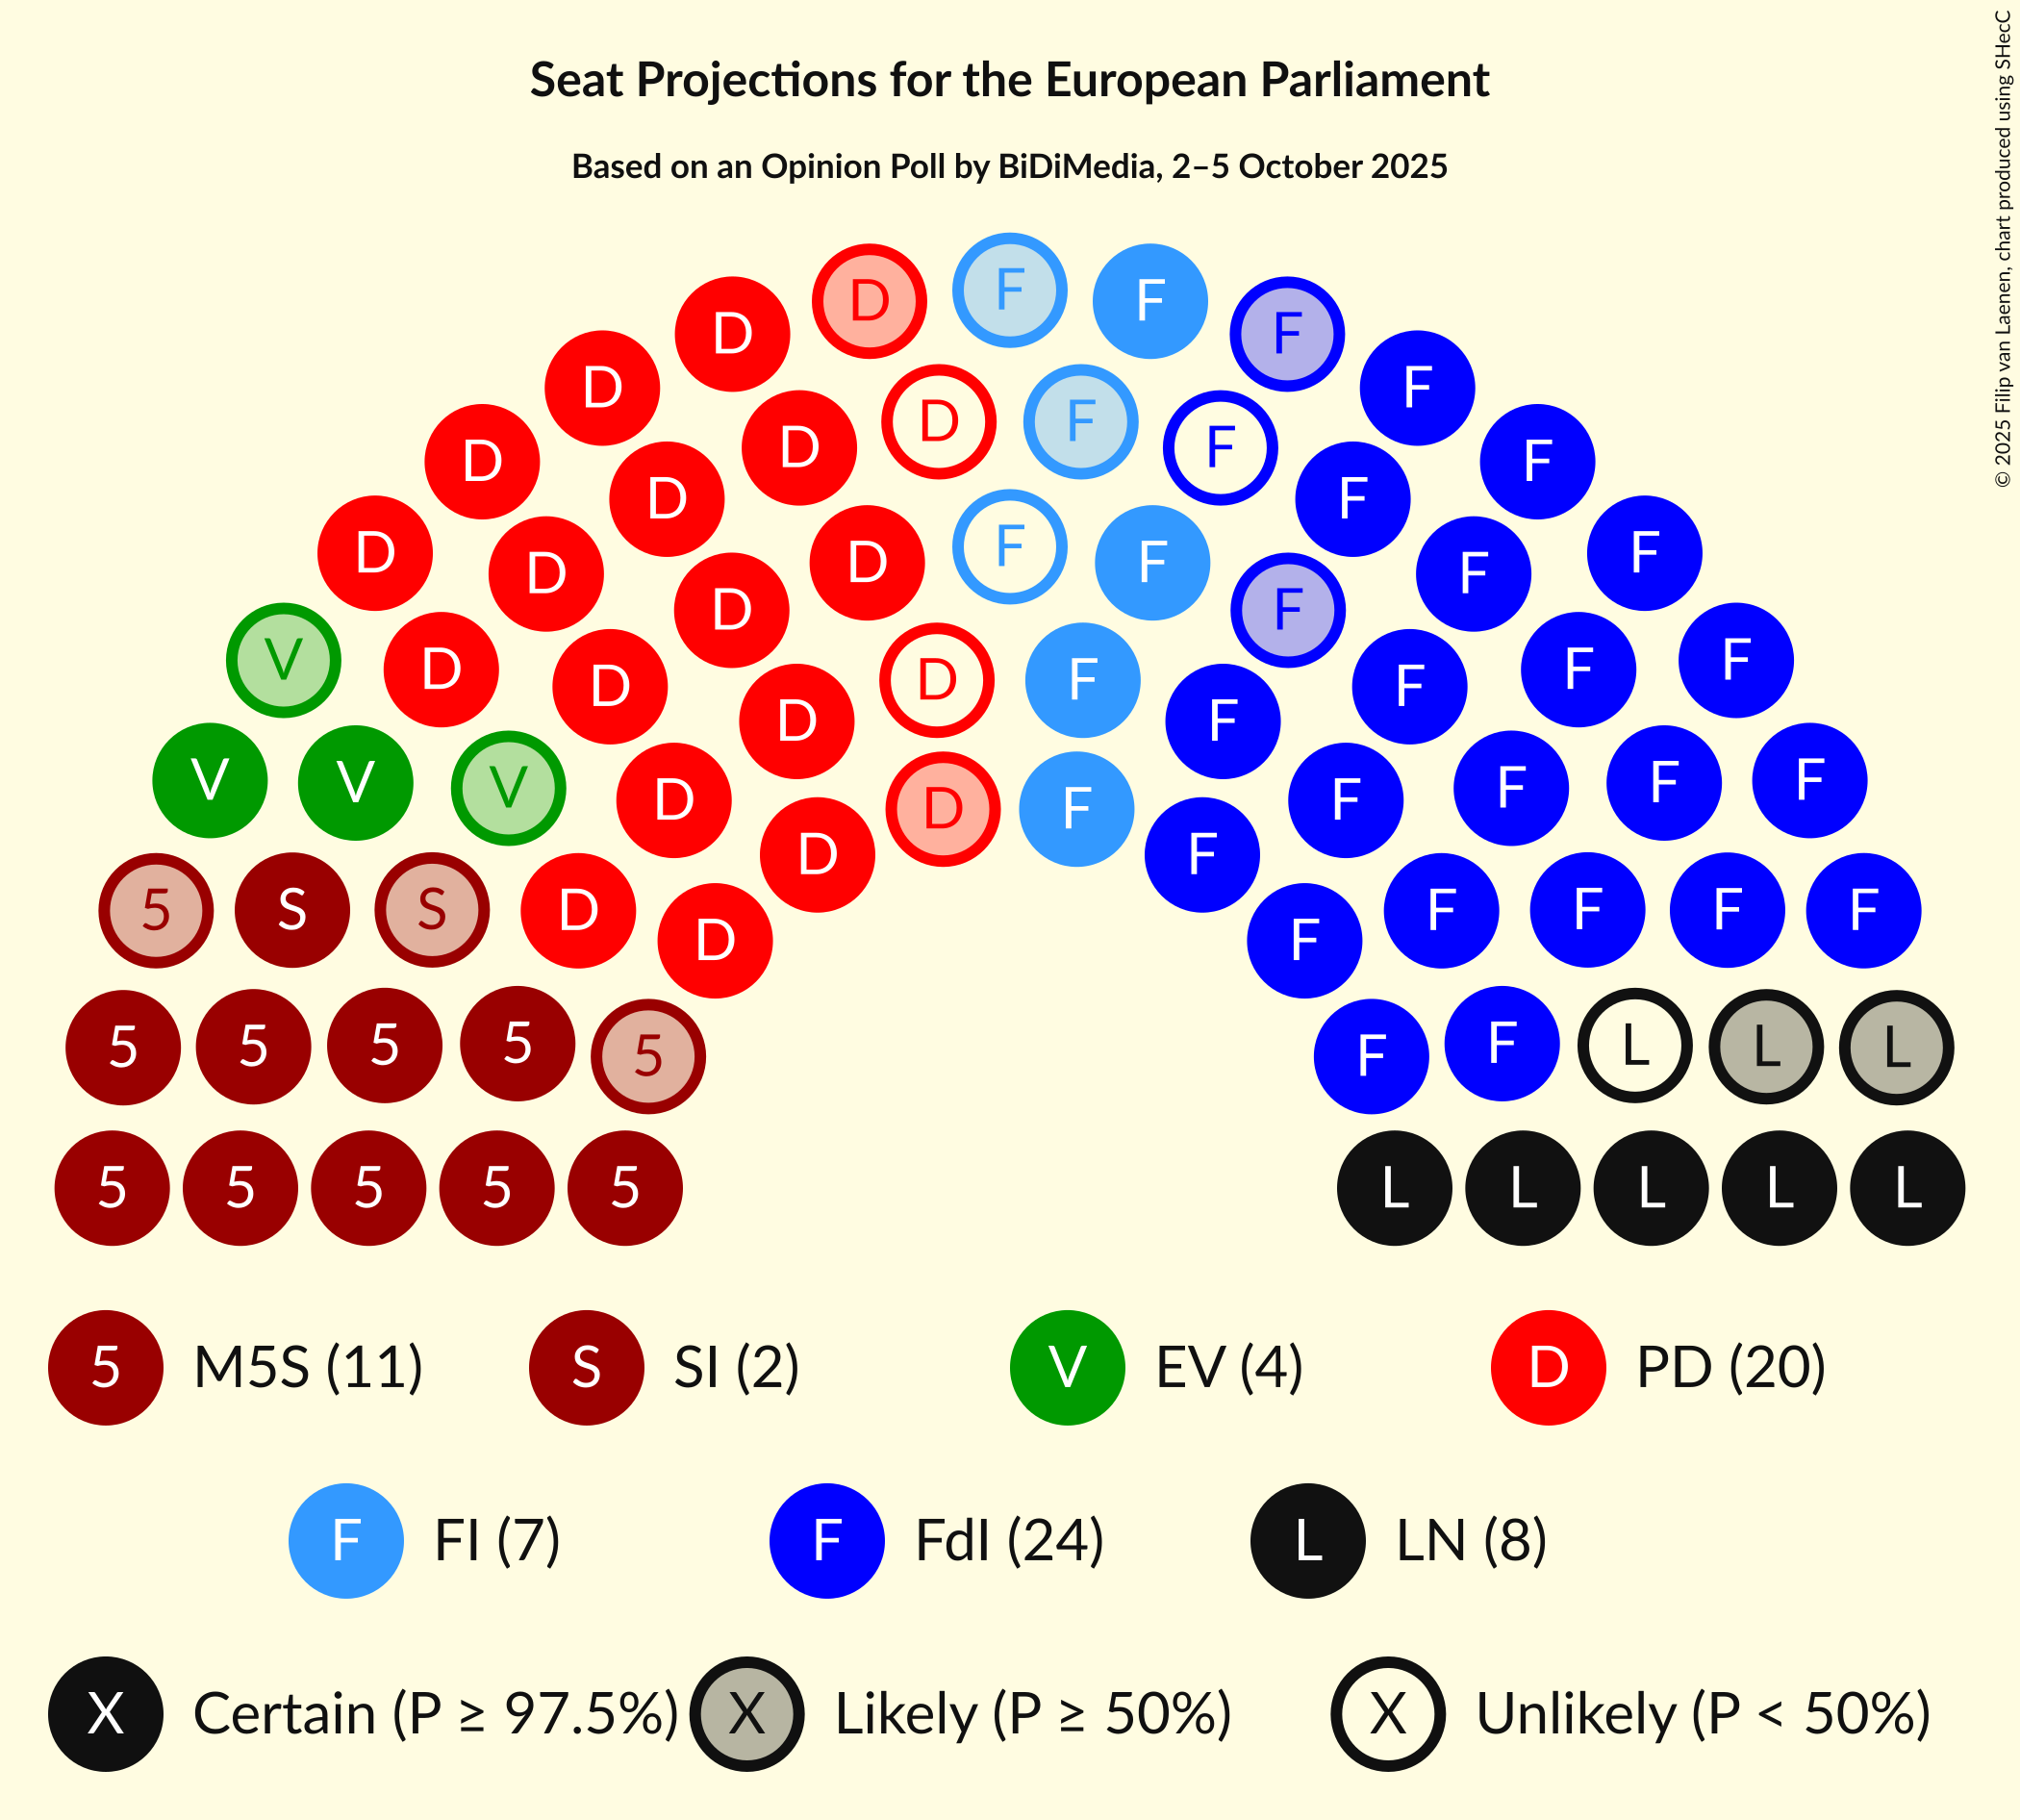 Seat Projections for the European Parliament
Based on an Opinion Poll by BiDiMedia, 2–5 October 2025
© 2025 Filip van Laenen, chart produced using SHecC
D F F F
D D F
D D F F F
D D F F
D D F F
D D F F F
D D F F
V D D F F F
D F F
V V V D F F F F
D D F F F
5 S S D F F F F
D F
5 5 5 5 5 F F L L L
5 5 5 5 5 L L L L L
5 M5S (11) S SI (2) V EV (4) D PD (20)
F FI (7) F FdI (24) L LN (8)
X Certain (P ≥ 97.5%) X Likely (P ≥ 50%) X Unlikely (P < 50%)